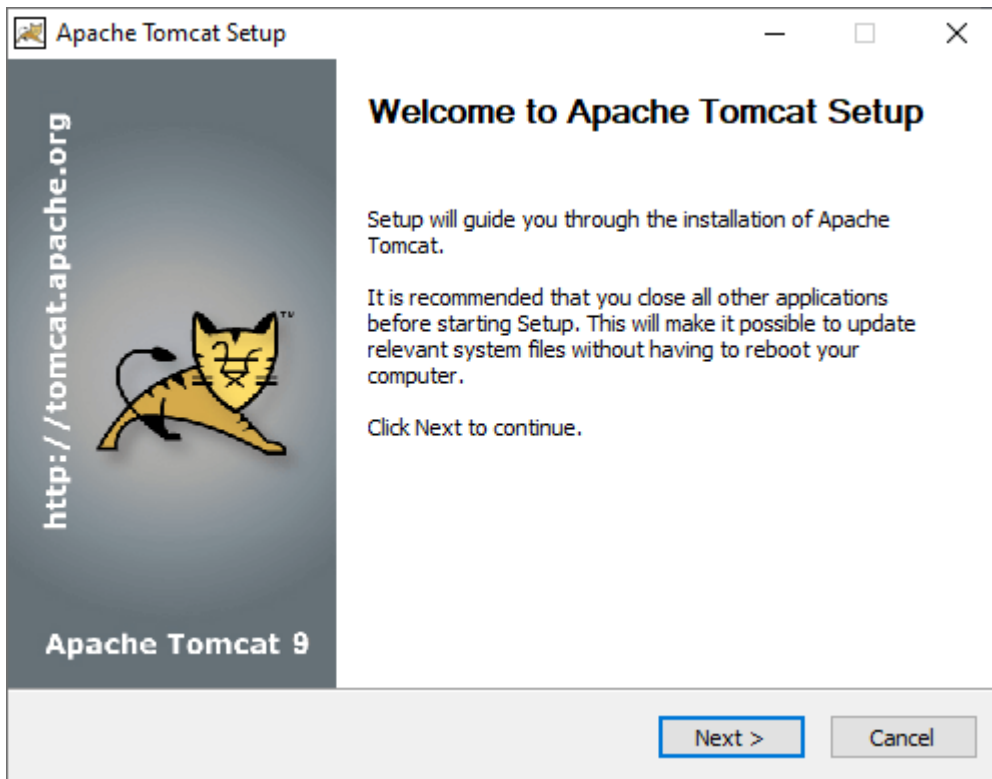 Apache Tomcat Setup
http://tomcat.apache.org
TM
Apache Tomcat 9
Welcome to Apache Tomcat Setup
Setup will guide you through the installation of Apache
Tomcat.
It is recommended that you close all other applications
before starting Setup. This will make it possible to update
relevant system files without having to reboot your
computer.
Click Next to continue.
Next >
Cancel